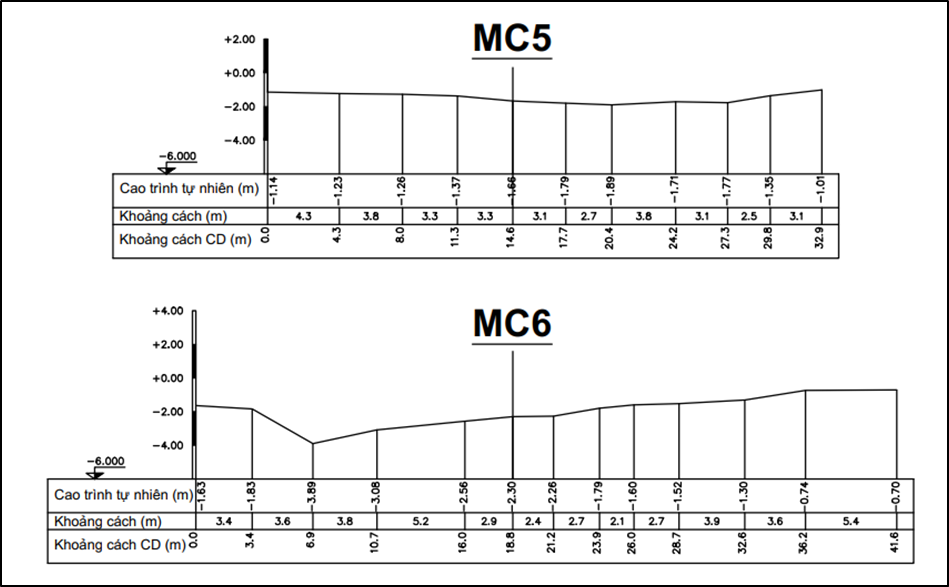 MC5
+2.00
+0.00
-2.00
-4.00
-6.000
Cao trình tự nhiên (m) -1.14 -1.23 -1.26 -1.37 -1.66 -1.79 -1.89 -1.71 -1.77 -1.35 -1.01
Khoảng cách (m) 4.3 3.8 3.3 3.3 3.1 2.7 3.8 3.1 2.5 3.1
Khoảng cách CD (m) 0.0 4.3 8.0 11.3 14.6 17.7 20.4 24.2 27.3 29.8 32.9
MC6
+4.00
+2.00
+0.00
-2.00
-4.00
-6.000
Cao trình tự nhiên (m) -1.63 -1.83 -3.89 -3.08 -2.56 -2.30 -2.26 -1.79 -1.60 -1.52 -1.30 -0.74 -0.70
Khoảng cách (m) 3.4 3.6 3.8 5.2 2.9 2.4 2.7 2.1 2.7 3.9 3.6 5.4
Khoảng cách CD (m) 0.0 3.4 6.9 10.7 16.0 18.8 21.2 23.9 26.0 28.7 32.6 36.2 41.6